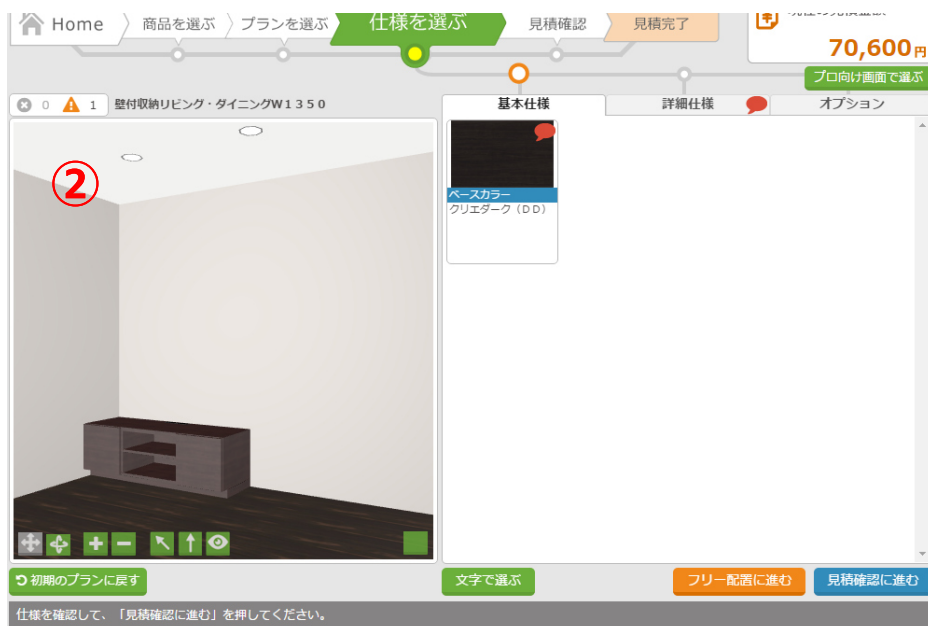 Home
商品を選ぶ
プランを選ぶ
仕様を選ぶ
見積確認
見積完了
70,600円
プロ向け画面で選ぶ
0
1
壁付収納リビング・ダイニングW１３５０
基本仕様
詳細仕様
オプション
②
ベースカラー
クリエダーク（ＤＤ）
初期のプランに戻す
文字で選ぶ
フリー配置に進む
見積確認に進む
仕様を確認して、「見積確認に進む」を押してください。